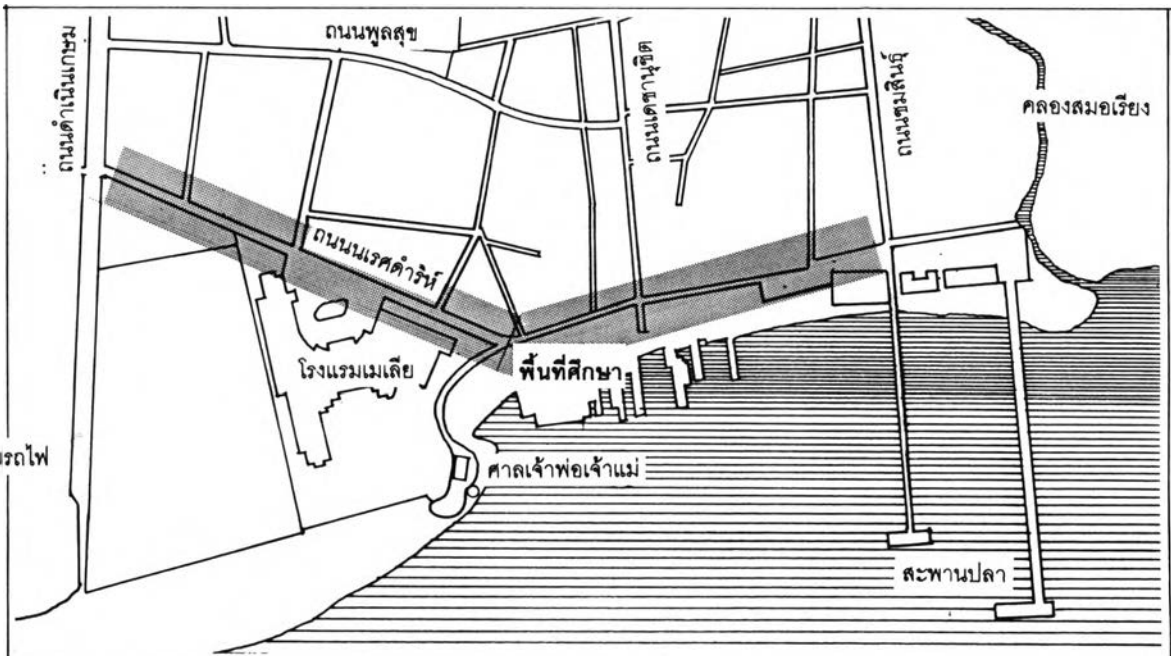 ถนนพูลสุข
ถนนดำเนินเกษม
ถนนเดชานุชิต
ถนนชมสินธุ์
คลองสมอเรียง
ถนนนเรศดำริห์
โรงแรมเมเลีย
พื้นที่ศึกษา
รถไฟ
ศาลเจ้าพ่อเจ้าแม่
สะพานปลา